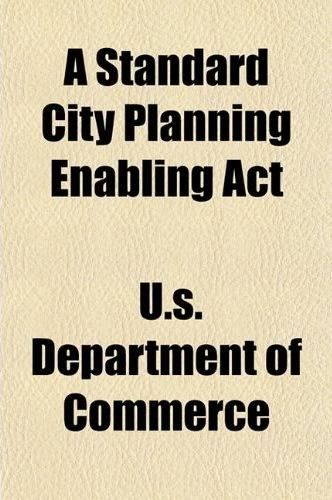 A Standard
City Planning
Enabling Act
U.s.
Department of
Commerce